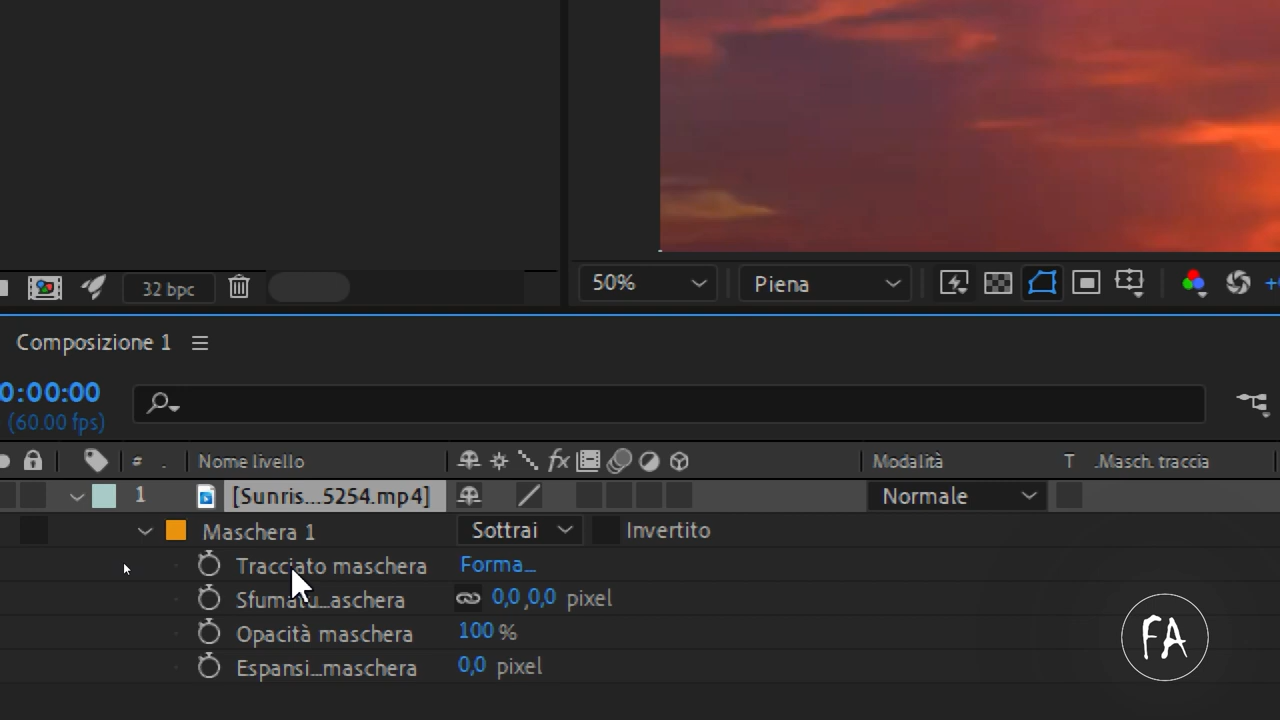 32 bpc
50%
Piena
Composizione 1
0:00:00
(60.00 fps)
# . Nome livello fx Modalità T .Masch. traccia
1 [Sunris...5254.mp4] Normale
Maschera 1 Sottrai Invertito
Tracciato maschera Forma...
Sfumatu...aschera 0,0,0,0 pixel
Opacità maschera 100 %
Espansi...maschera 0,0 pixel
FA